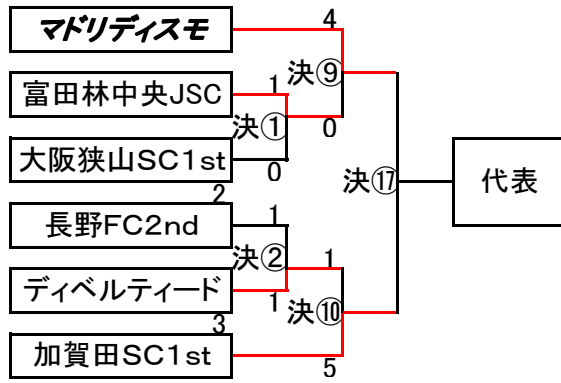 マドリディスモ
4
決⑨
富田林中央JSC
1
決①
0
大阪狭山SC1st
0
決⑰
代表
2
長野FC2nd
1
決②
1
ディベルティード
1
決⑩
3
加賀田SC1st
5